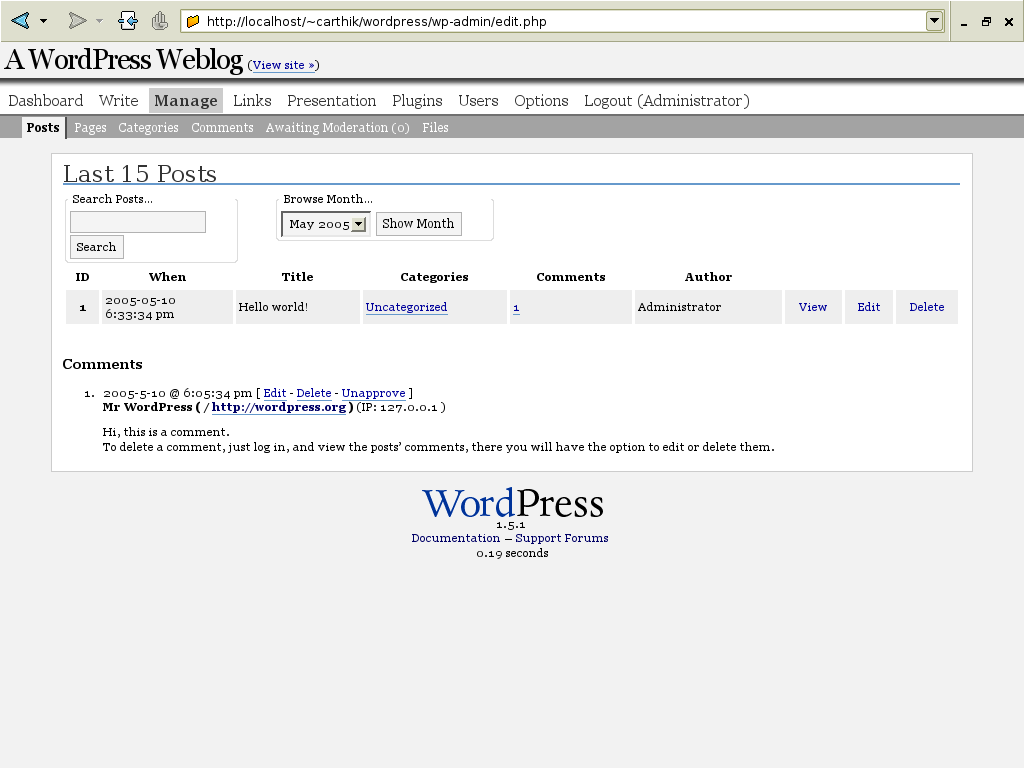 http://localhost/~carthik/wordpress/wp-admin/edit.php
A WordPress Weblog (View site »)
Dashboard Write Manage Links Presentation Plugins Users Options Logout (Administrator)
Posts Pages Categories Comments Awaiting Moderation (0) Files
Last 15 Posts
Search Posts... Browse Month...
May 2005 Show Month
Search
ID When Title Categories Comments Author
1 2005-05-10 6:33:34 pm Hello world! Uncategorized 1 Administrator View Edit Delete
Comments
1. 2005-5-10 @ 6:05:34 pm [ Edit - Delete - Unapprove ]
Mr WordPress ( / http://wordpress.org ) (IP: 127.0.0.1 )
Hi, this is a comment.
To delete a comment, just log in, and view the posts’ comments, there you will have the option to edit or delete them.
WordPress
1.5.1
Documentation – Support Forums
0.19 seconds